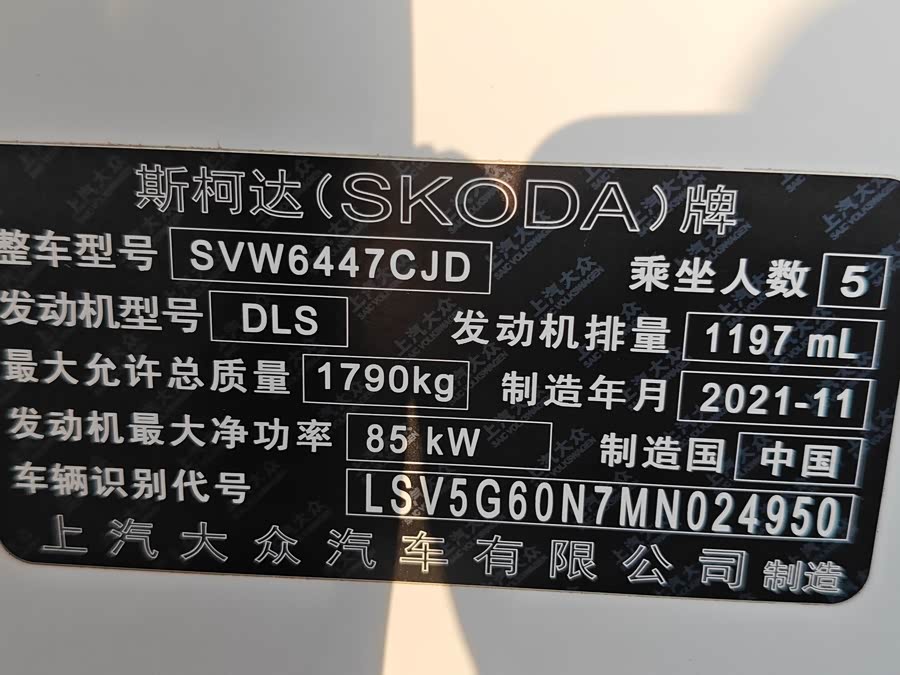 斯柯达(SKODA)牌
整车型号 SVW6447CJD 乘坐人数 5
发动机型号 DLS 发动机排量 1197 mL
最大允许总质量 1790kg 制造年月 2021-11
发动机最大净功率 85 kW 制造国 中国
车辆识别代号 LSV5G60N7MN024950
上汽大众汽车有限公司 制造